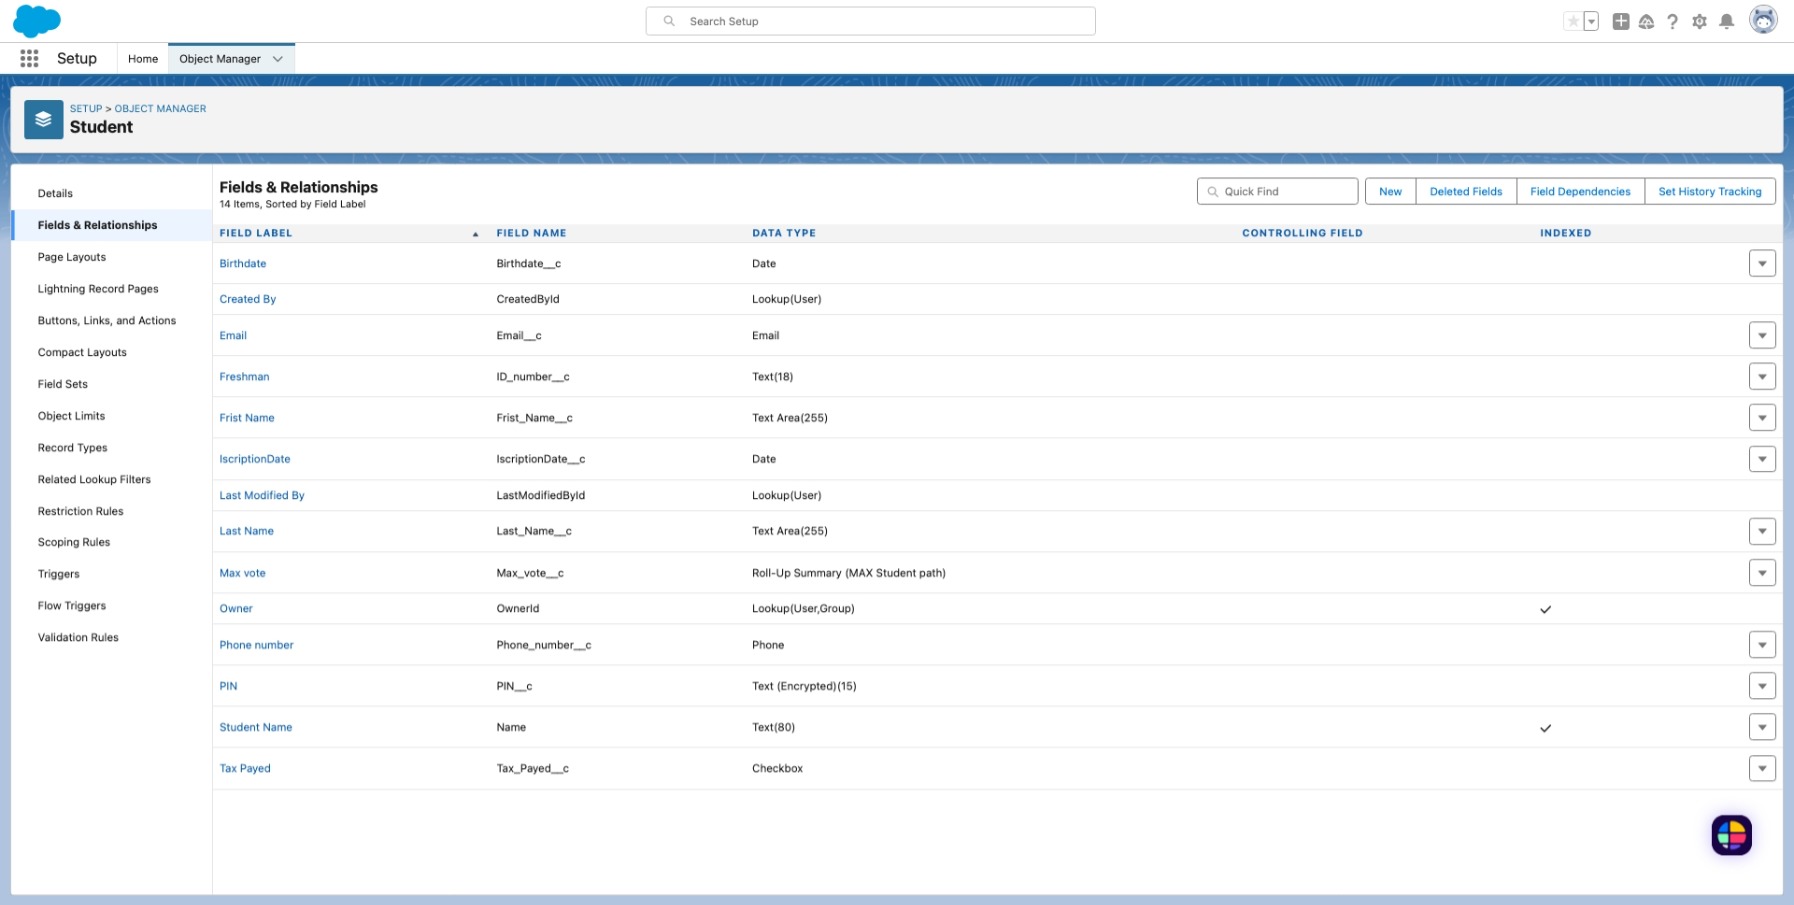 Search Setup
Setup
Home
Object Manager
SETUP > OBJECT MANAGER
Student
Details
Fields & Relationships
Page Layouts
Lightning Record Pages
Buttons, Links, and Actions
Compact Layouts
Field Sets
Object Limits
Record Types
Related Lookup Filters
Restriction Rules
Scoping Rules
Triggers
Flow Triggers
Validation Rules
Fields & Relationships
14 Items, Sorted by Field Label
Quick Find
New
Deleted Fields
Field Dependencies
Set History Tracking
FIELD LABEL FIELD NAME DATA TYPE CONTROLLING FIELD INDEXED
Birthdate Birthdate__c Date
Created By CreatedById Lookup(User)
Email Email__c Email
Freshman ID_number__c Text(18)
Frist Name Frist_Name__c Text Area(255)
IscriptionDate IscriptionDate__c Date
Last Modified By LastModifiedById Lookup(User)
Last Name Last_Name__c Text Area(255)
Max vote Max_vote__c Roll-Up Summary (MAX Student path)
Owner OwnerId Lookup(User,Group)
Phone number Phone_number__c Phone
PIN PIN__c Text (Encrypted)(15)
Student Name Name Text(80)
Tax Payed Tax_Payed__c Checkbox